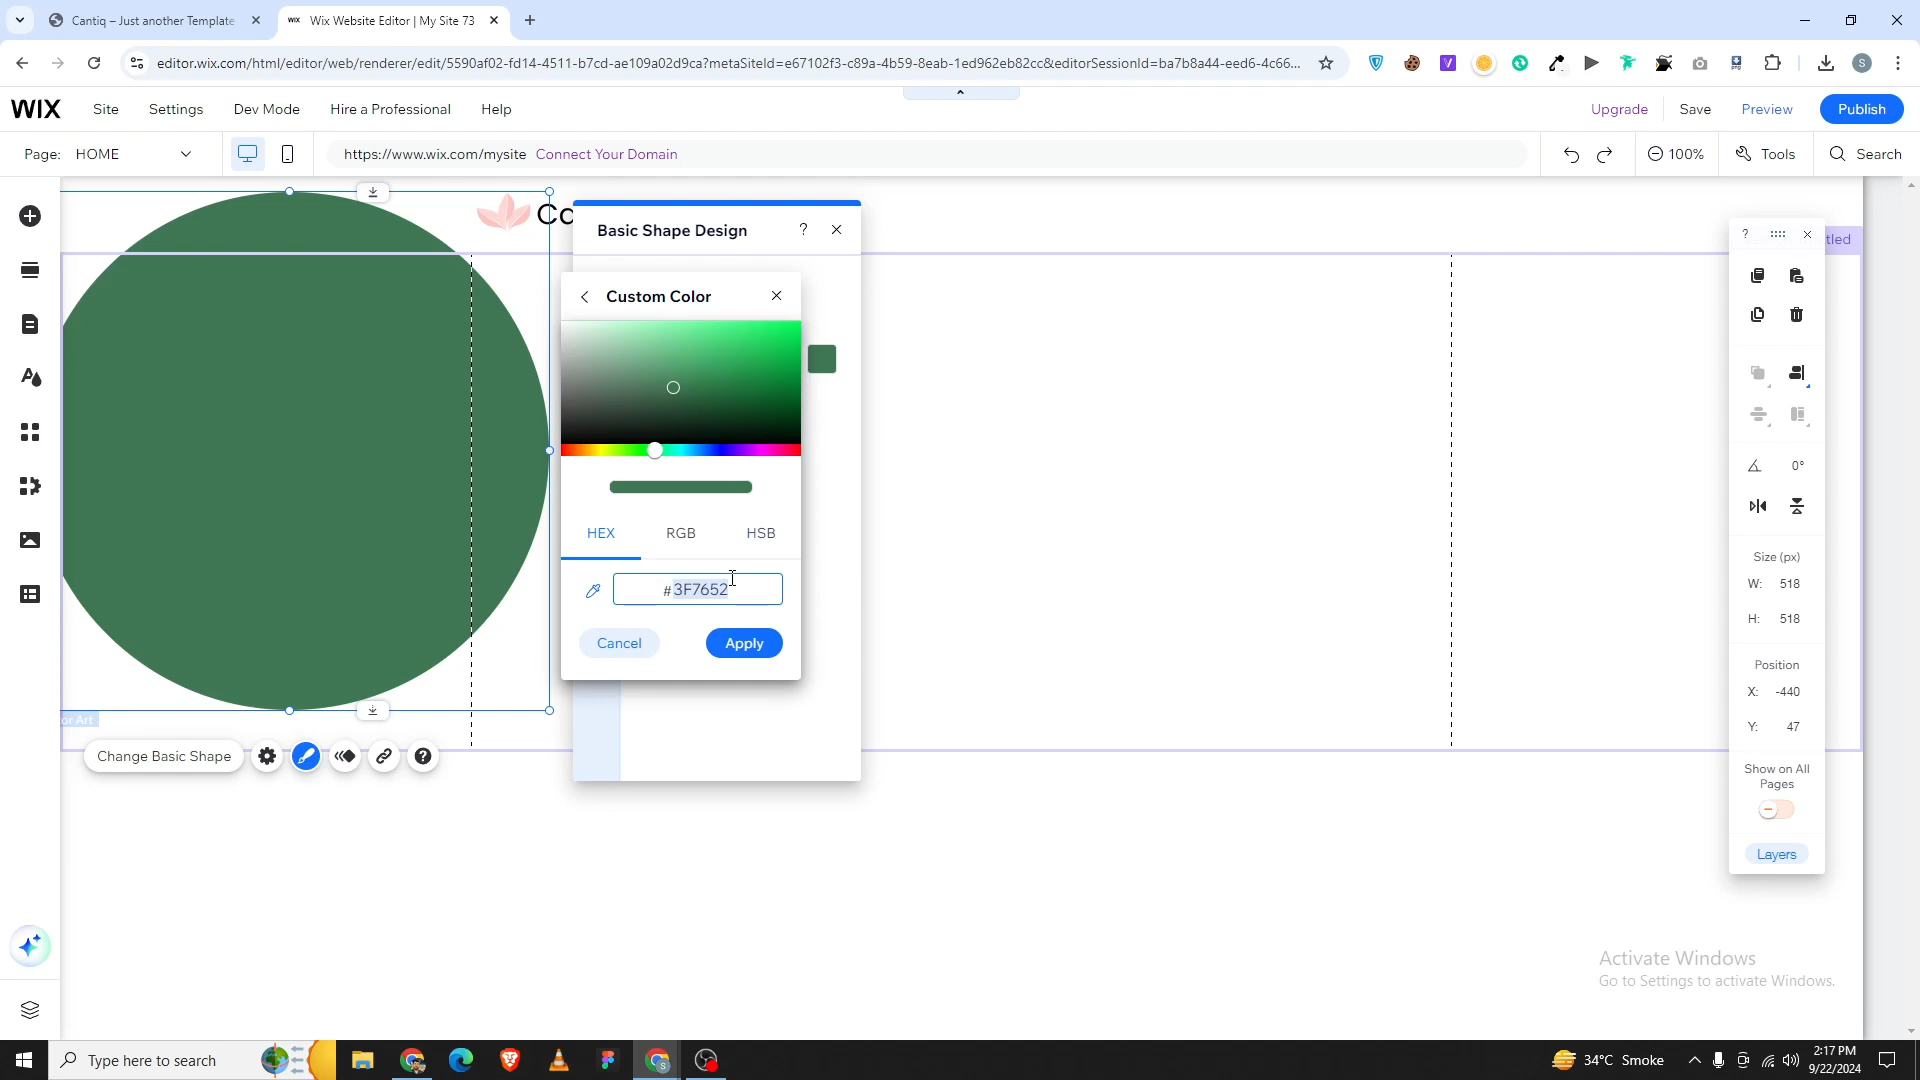 Cantiq – Just another Template
WIX Wix Website Editor | My Site 73
editor.wix.com/html/editor/web/renderer/edit/5590af02-fd14-4511-b7cd-ae109a02d9ca?metaSiteId=e67102f3-c89a-4b59-8eab-1ed962eb82cc&editorSessionId=ba7b8a44-eed6-4c66...
S
WIX Site Settings Dev Mode Hire a Professional Help Upgrade Save Preview Publish
Page: HOME https://www.wix.com/mysite Connect Your Domain 100% Tools Search
Co
Basic Shape Design ?
? tled
Custom Color
0°
HEX RGB HSB
Size (px)
W: 518
# 3F7652
H: 518
Cancel Apply
Position
X: -440
or Art
Y: 47
Change Basic Shape
Show on All
Pages
Layers
Activate Windows
Go to Settings to activate Windows.
Type here to search 34°C Smoke 2:17 PM
9/22/2024